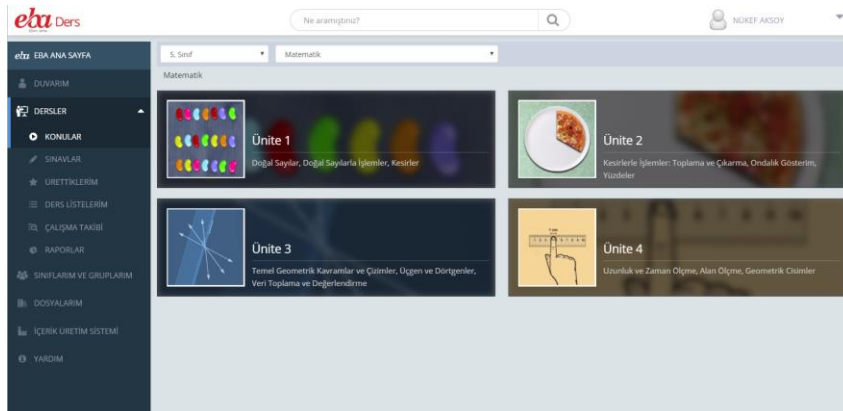 eba Ders
Ne aramıştınız?
NÜKEF AKSOY
eba EBA ANA SAYFA
5. Sınıf
Matematik
Matematik
DUVARIM
DERSLER
KONULAR
SINAVLAR
ÜRETTİKLERİM
DERS LİSTELERİM
ÇALIŞMA TAKİBİ
RAPORLAR
SINIFLARIM VE GRUPLARIM
DOSYALARIM
İÇERİK ÜRETİM SİSTEMİ
YARDIM
Ünite 1
Doğal Sayılar, Doğal Sayılarla İşlemler, Kesirler
Ünite 2
Kesirlerle İşlemler: Toplama ve Çıkarma, Ondalık Gösterim,
Yüzdeler
Ünite 3
Temel Geometrik Kavramlar ve Çizimler, Üçgen ve Dörtgenler,
Veri Toplama ve Değerlendirme
Ünite 4
Uzunluk ve Zaman Ölçme, Alan Ölçme, Geometrik Cisimler